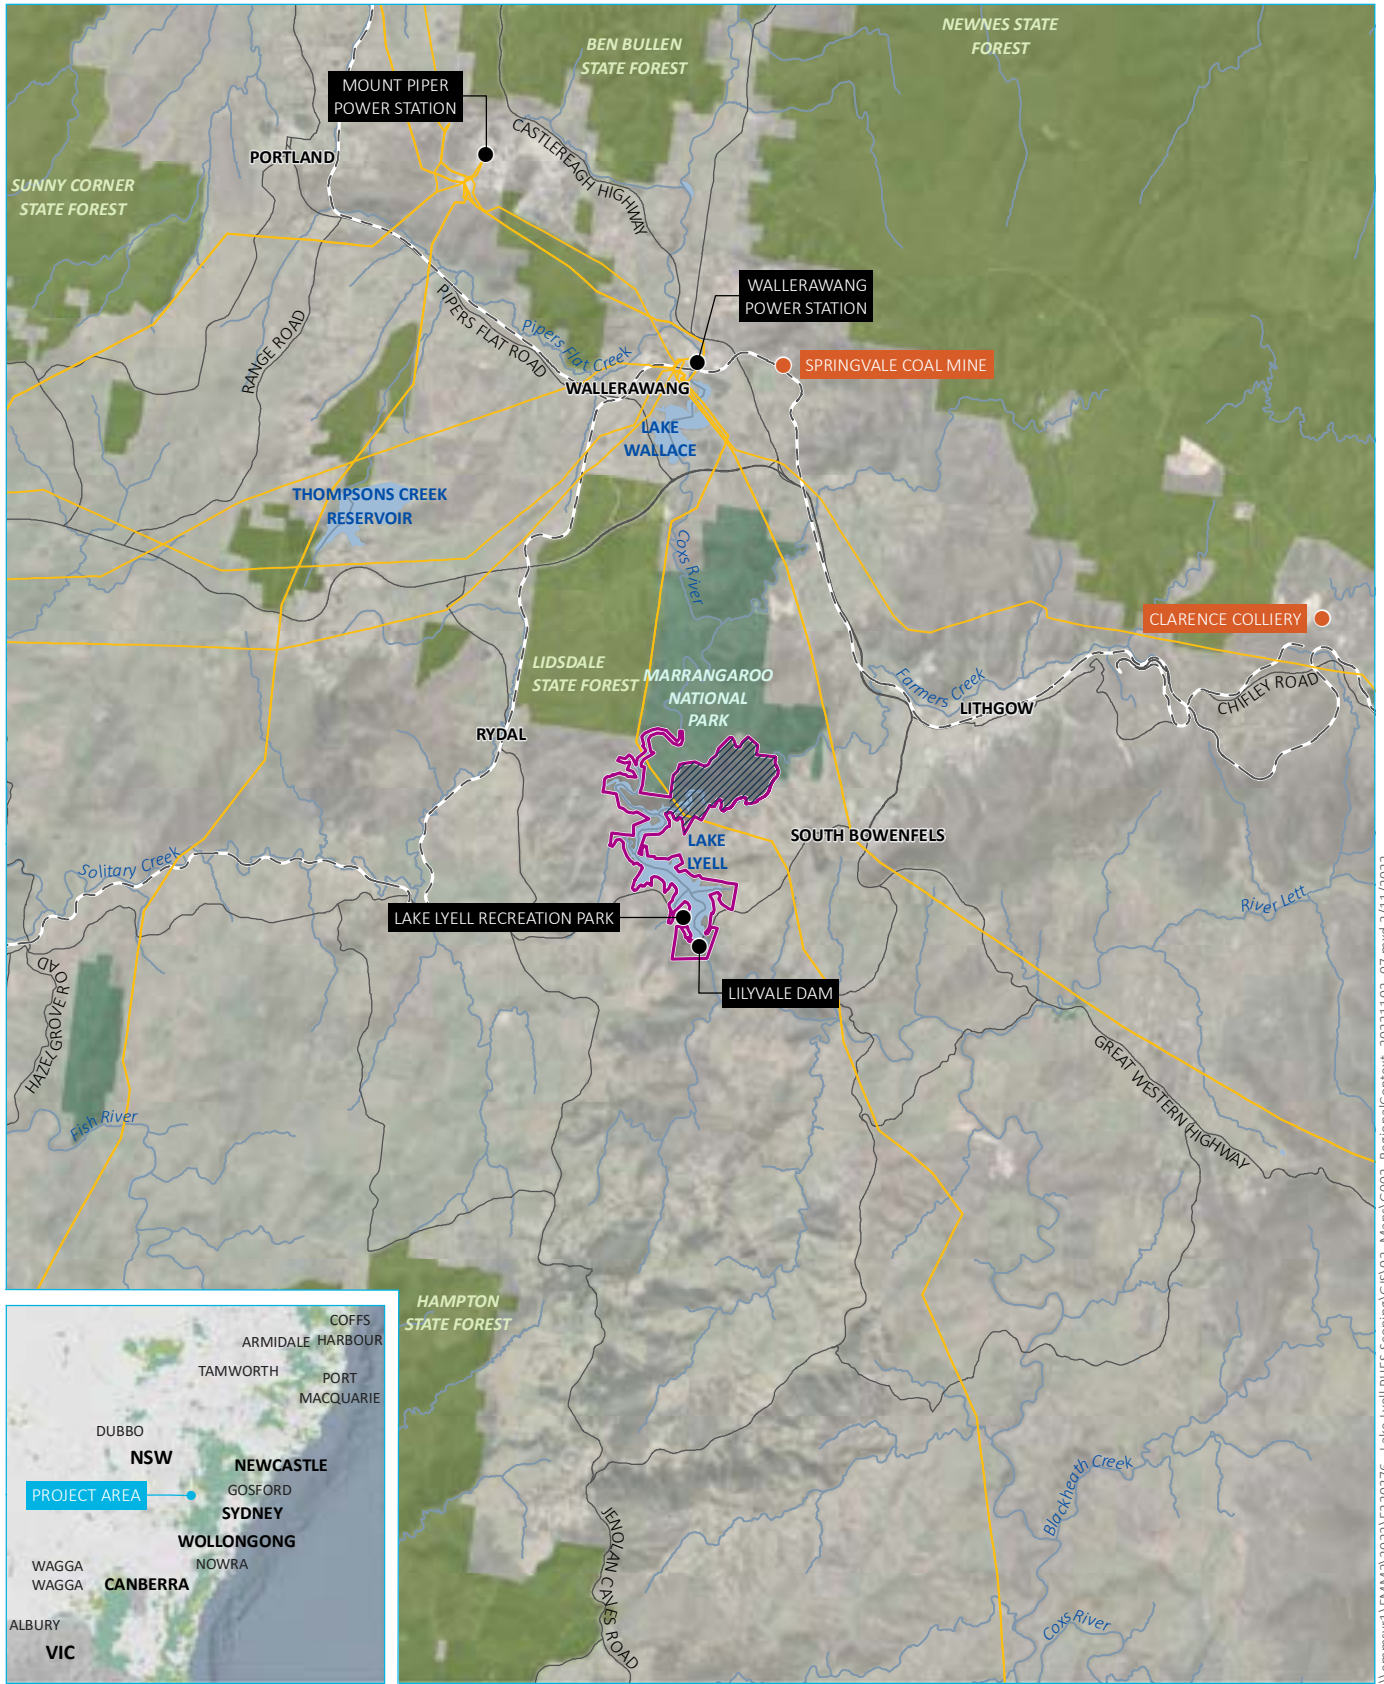 NEWNES STATE
FOREST
BEN BULLEN
STATE FOREST
MOUNT PIPER
POWER STATION
CASTLEREAGH HIGHWAY
PORTLAND
SUNNY CORNER
STATE FOREST
WALLERAWANG
POWER STATION
PIPERS FLAT ROAD
Pipers Flat Creek
RANGE ROAD
SPRINGVALE COAL MINE
WALLERAWANG
LAKE
WALLACE
THOMPSONS CREEK
RESERVOIR
Coxs River
CLARENCE COLLIERY
LIDSDALE
STATE FOREST
MARRANGAROO
NATIONAL
PARK
Farmers Creek
LITHGOW
CHIFLEY ROAD
RYDAL
LAKE
LYELL
SOUTH BOWENFELS
Solitary Creek
River Lett
LAKE LYELL RECREATION PARK
LILYVALE DAM
HAZELGROVE ROAD
Fish River
GREAT WESTERN HIGHWAY
HAMPTON
STATE FOREST
JENOLAN CAVES ROAD
Blackheath Creek
Coxs River
COFFS
HARBOUR
ARMIDALE
TAMWORTH
PORT
MACQUARIE
DUBBO
NSW
NEWCASTLE
PROJECT AREA
GOSFORD
SYDNEY
WOLLONGONG
NOWRA
WAGGA
WAGGA
CANBERRA
ALBURY
VIC